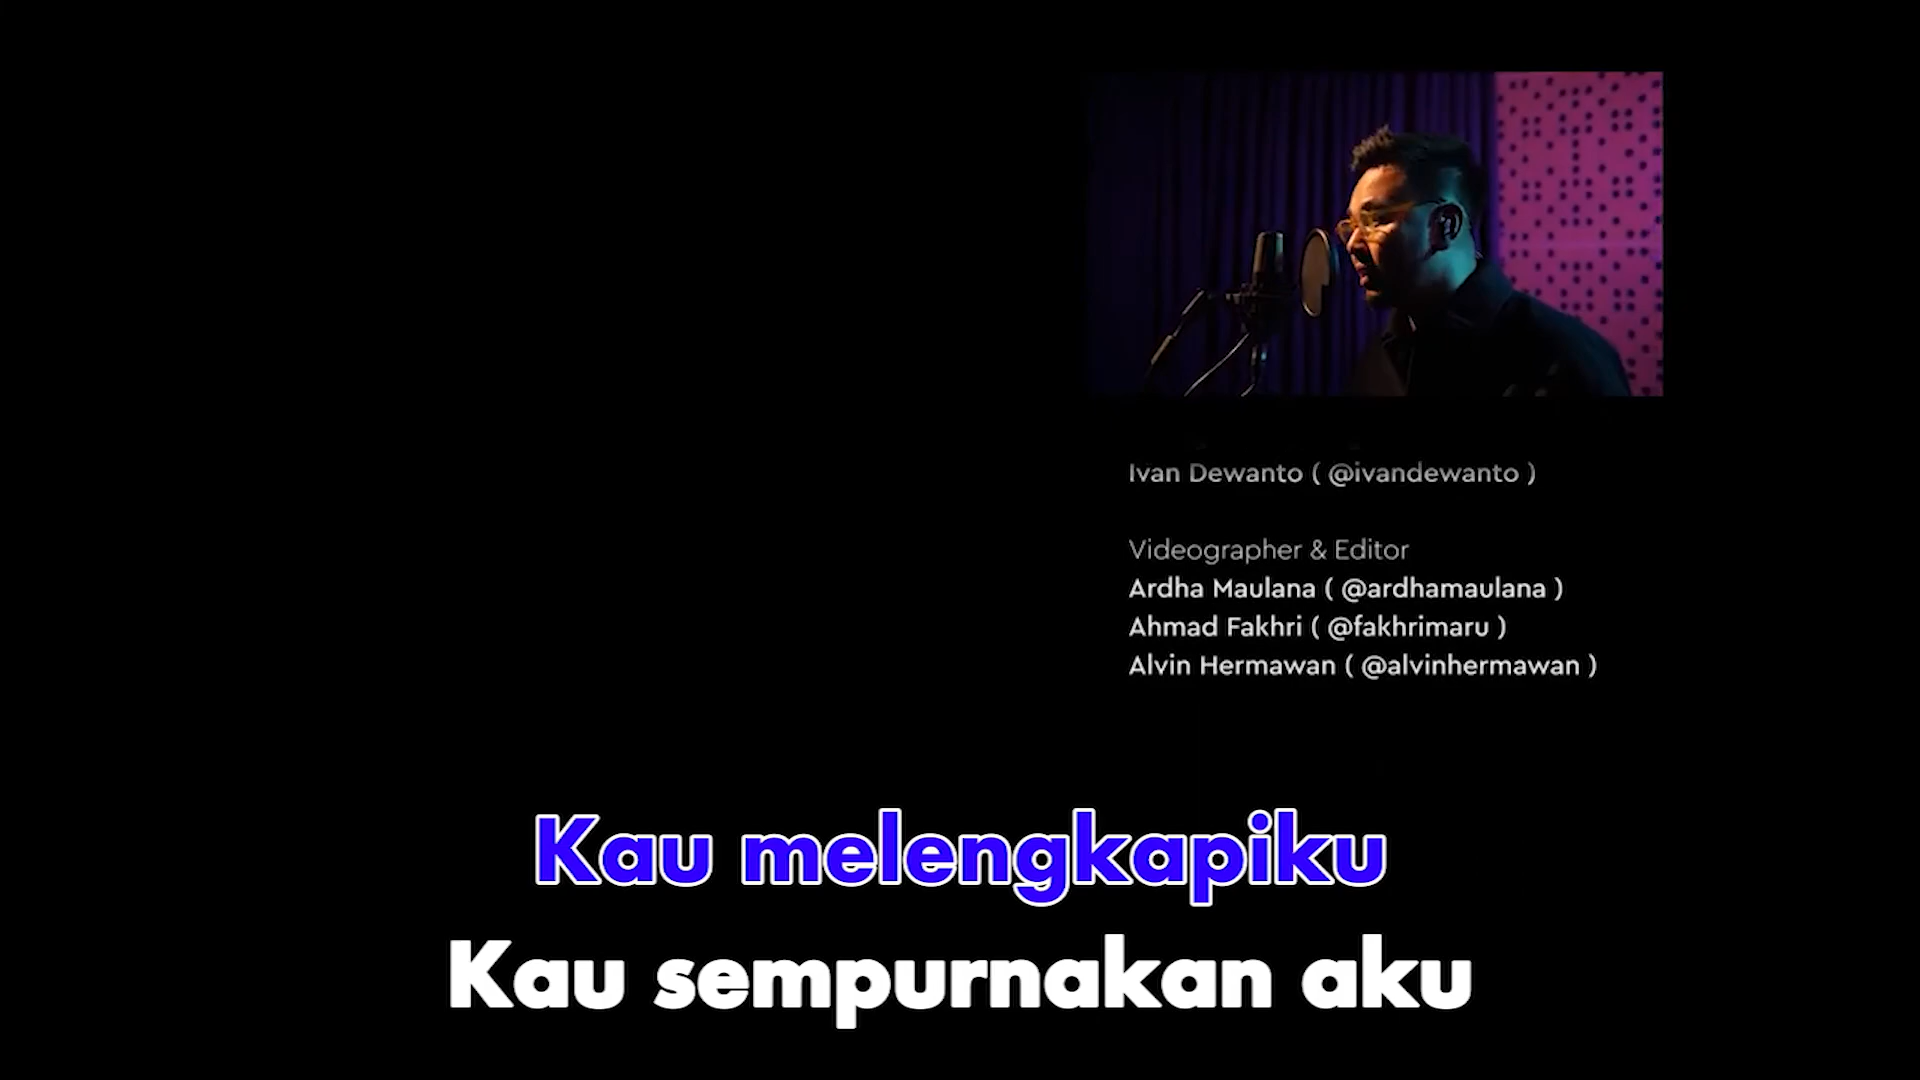 Ivan Dewanto ( @ivandewanto )
Videographer & Editor
Ardha Maulana ( @ardhamaulana )
Ahmad Fakhri ( @fakhrimaru )
Alvin Hermawan ( @alvinhermawan )
Kau melengkapiku
Kau sempurnakan aku